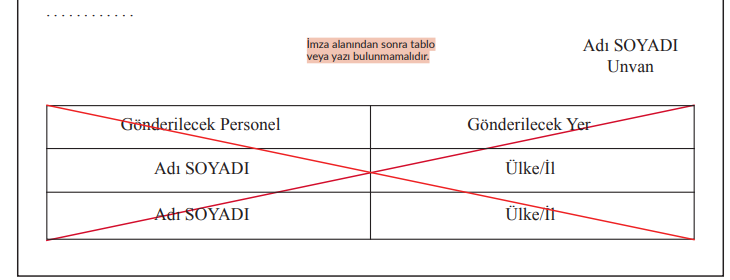 . . . . . . . . . . . .
İmza alanından sonra tablo
veya yazı bulunmamalıdır.
Adı SOYADI
Unvan
Gönderilecek Personel Gönderilecek Yer
Adı SOYADI Ülke/İl
Adı SOYADI Ülke/İl